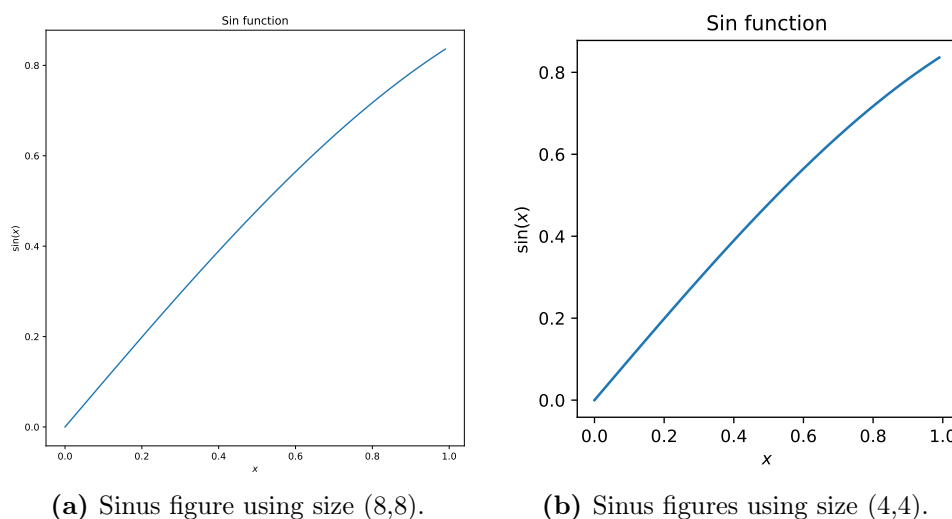 Sin function
0.8
0.6
sin(x)
0.4
0.2
0.0
0.0 0.2 0.4 0.6 0.8 1.0
x
(a) Sinus figure using size (8,8).
Sin function
0.8
0.6
sin(x)
0.4
0.2
0.0
0.0 0.2 0.4 0.6 0.8 1.0
x
(b) Sinus figures using size (4,4).